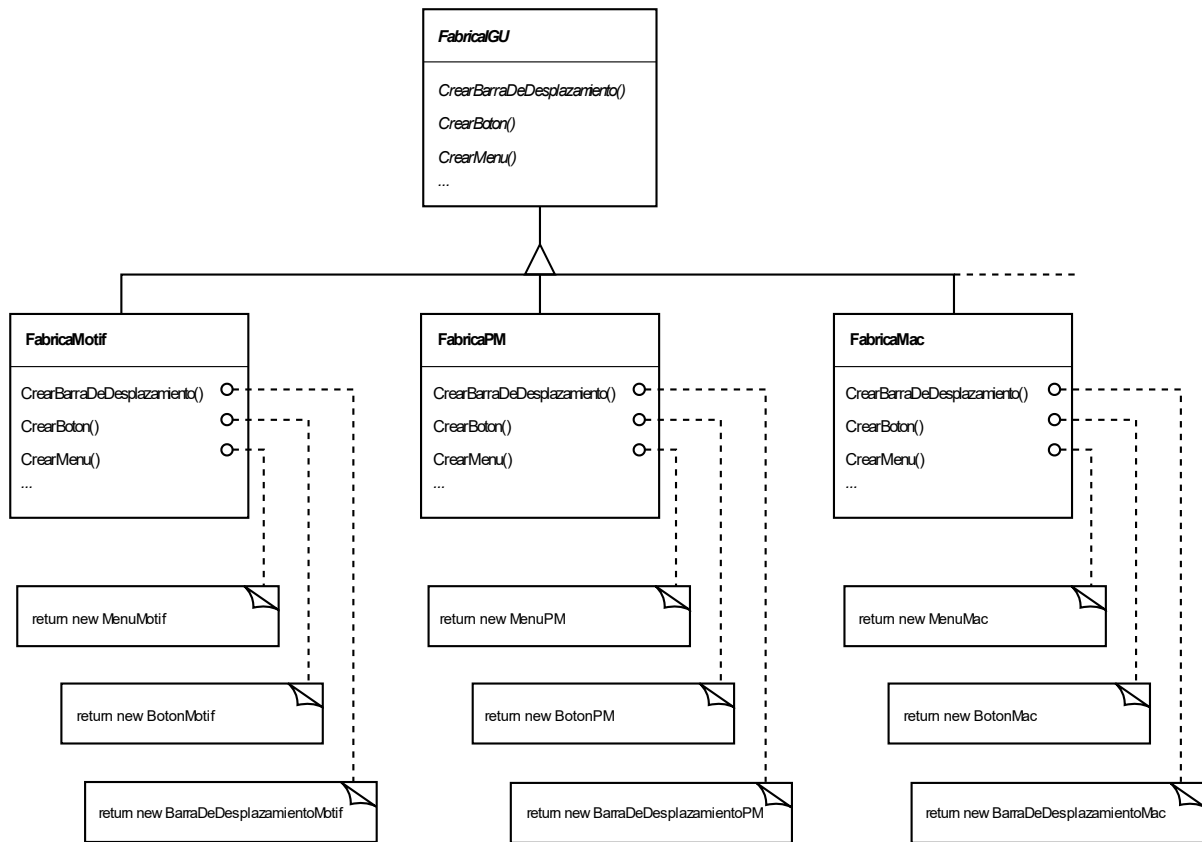 FabricaIGU
CrearBarraDeDesplazamiento()
CrearBoton()
CrearMenu()
...
FabricaMotif
CrearBarraDeDesplazamiento()
CrearBoton()
CrearMenu()
...
FabricaPM
CrearBarraDeDesplazamiento()
CrearBoton()
CrearMenu()
...
FabricaMac
CrearBarraDeDesplazamiento()
CrearBoton()
CrearMenu()
...
return new MenuMotif
return new MenuPM
return new MenuMac
return new BotonMotif
return new BotonPM
return new BotonMac
return new BarraDeDesplazamientoMotif
return new BarraDeDesplazamientoPM
return new BarraDeDesplazamientoMac